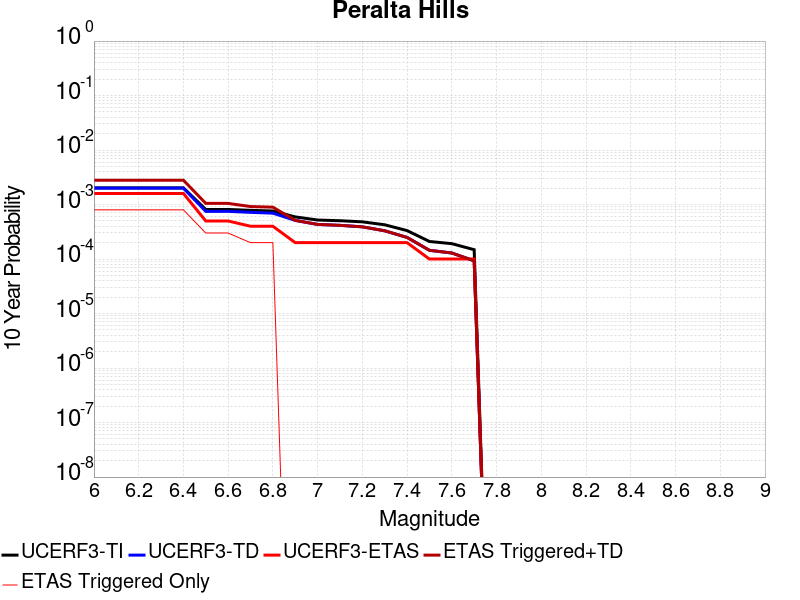 Peralta Hills
10 Year Probability
10^0
10^-1
10^-2
10^-3
10^-4
10^-5
10^-6
10^-7
10^-8
6 6.2 6.4 6.6 6.8 7 7.2 7.4 7.6 7.8 8 8.2 8.4 8.6 8.8 9
Magnitude
UCERF3-TI UCERF3-TD UCERF3-ETAS ETAS Triggered+TD
ETAS Triggered Only